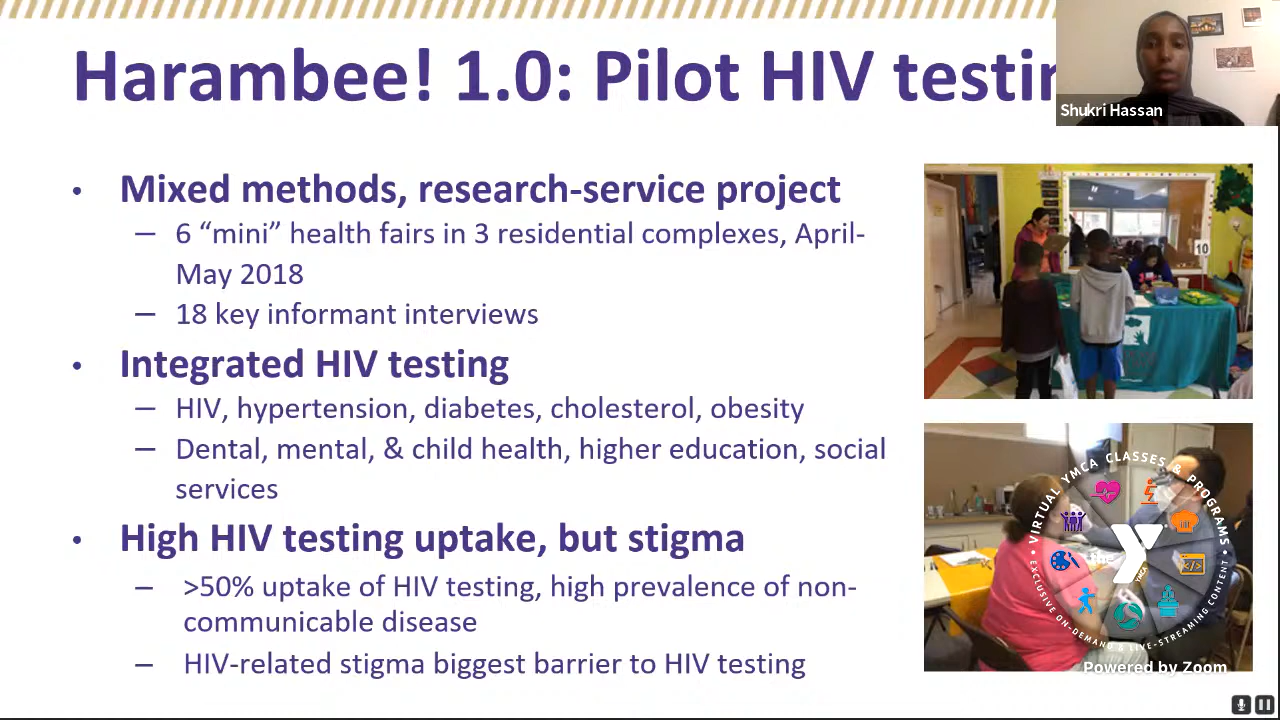 Harambee! 1.0: Pilot HIV
Shukri Hassan
• Mixed methods, research-service project
– 6 “mini” health fairs in 3 residential complexes, April-
May 2018
– 18 key informant interviews
• Integrated HIV testing
– HIV, hypertension, diabetes, cholesterol, obesity
– Dental, mental, & child health, higher education, social
services
• High HIV testing uptake, but stigma
– >50% uptake of HIV testing, high prevalence of non-
communicable disease
– HIV-related stigma biggest barrier to HIV testing
10
• VIRTUAL YMCA CLASSES & PROGRAMS •
EXCLUSIVE ON-DEMAND & LIVE-STREAMING CONTENT
the
YMCA
Powered by Zoom